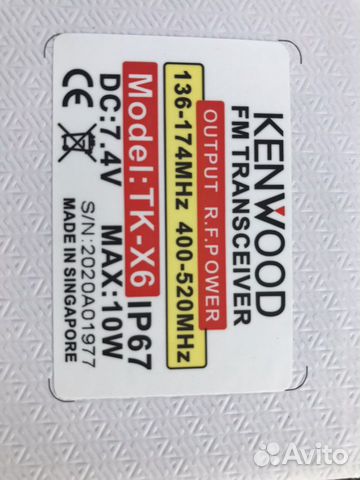 KENWOOD
FM TRANSCEIVER
OUTPUT R.F.POWER
136-174MHz 400-520MHz
Model:TK-X6 IP67
DC:7.4V MAX:10W
S/N:2020A01977
CE MADE IN SINGAPORE
Avito